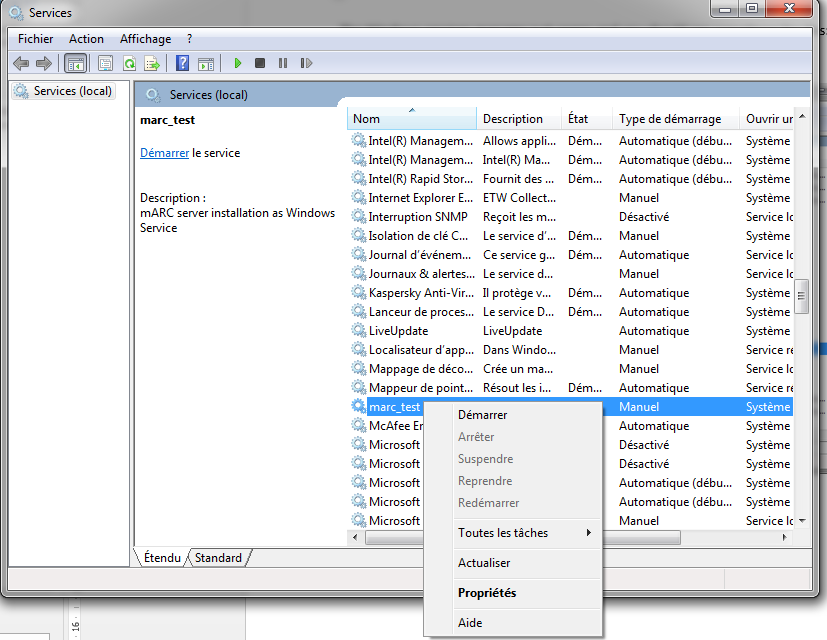 Services
Fichier Action Affichage ?
Services (local)
Services (local)
marc_test
Démarrer le service
Description :
mARC server installation as Windows
Service
Nom Description État Type de démarrage Ouvrir ur
Intel(R) Managem... Allows appli... Dém... Automatique (débu... Système
Intel(R) Managem... Intel(R) Ma... Dém... Automatique (débu... Système
Intel(R) Rapid Stor... Fournit des ... Dém... Automatique (débu... Système
Internet Explorer E... ETW Collect... Manuel Système
Interruption SNMP Reçoit les m... Désactivé Service lo
Isolation de clé C... Le service d'... Dém... Manuel Système
Journal d'événem... Ce service g... Dém... Automatique Service lo
Journaux & alertes... Le service d... Manuel Service lo
Kaspersky Anti-Vir... Il protège v... Dém... Automatique Système
Lanceur de proces... Le service D... Dém... Automatique Système
LiveUpdate LiveUpdate Automatique Système
Localisateur d'app... Dans Windo... Manuel Service re
Mappage de déco... Crée un ma... Manuel Service lo
Mappeur de point... Résout les i... Dém... Automatique Service re
marc_test Manuel Système
McAfee En Automatique Système
Microsoft Désactivé Système
Microsoft Désactivé Système
Microsoft Automatique (débu... Système
Microsoft Automatique (débu... Système
Microsoft Manuel Service lo
Démarrer
Arrêter
Suspendre
Reprendre
Redémarrer
Toutes les tâches
Actualiser
Propriétés
Aide
Étendu Standard
16